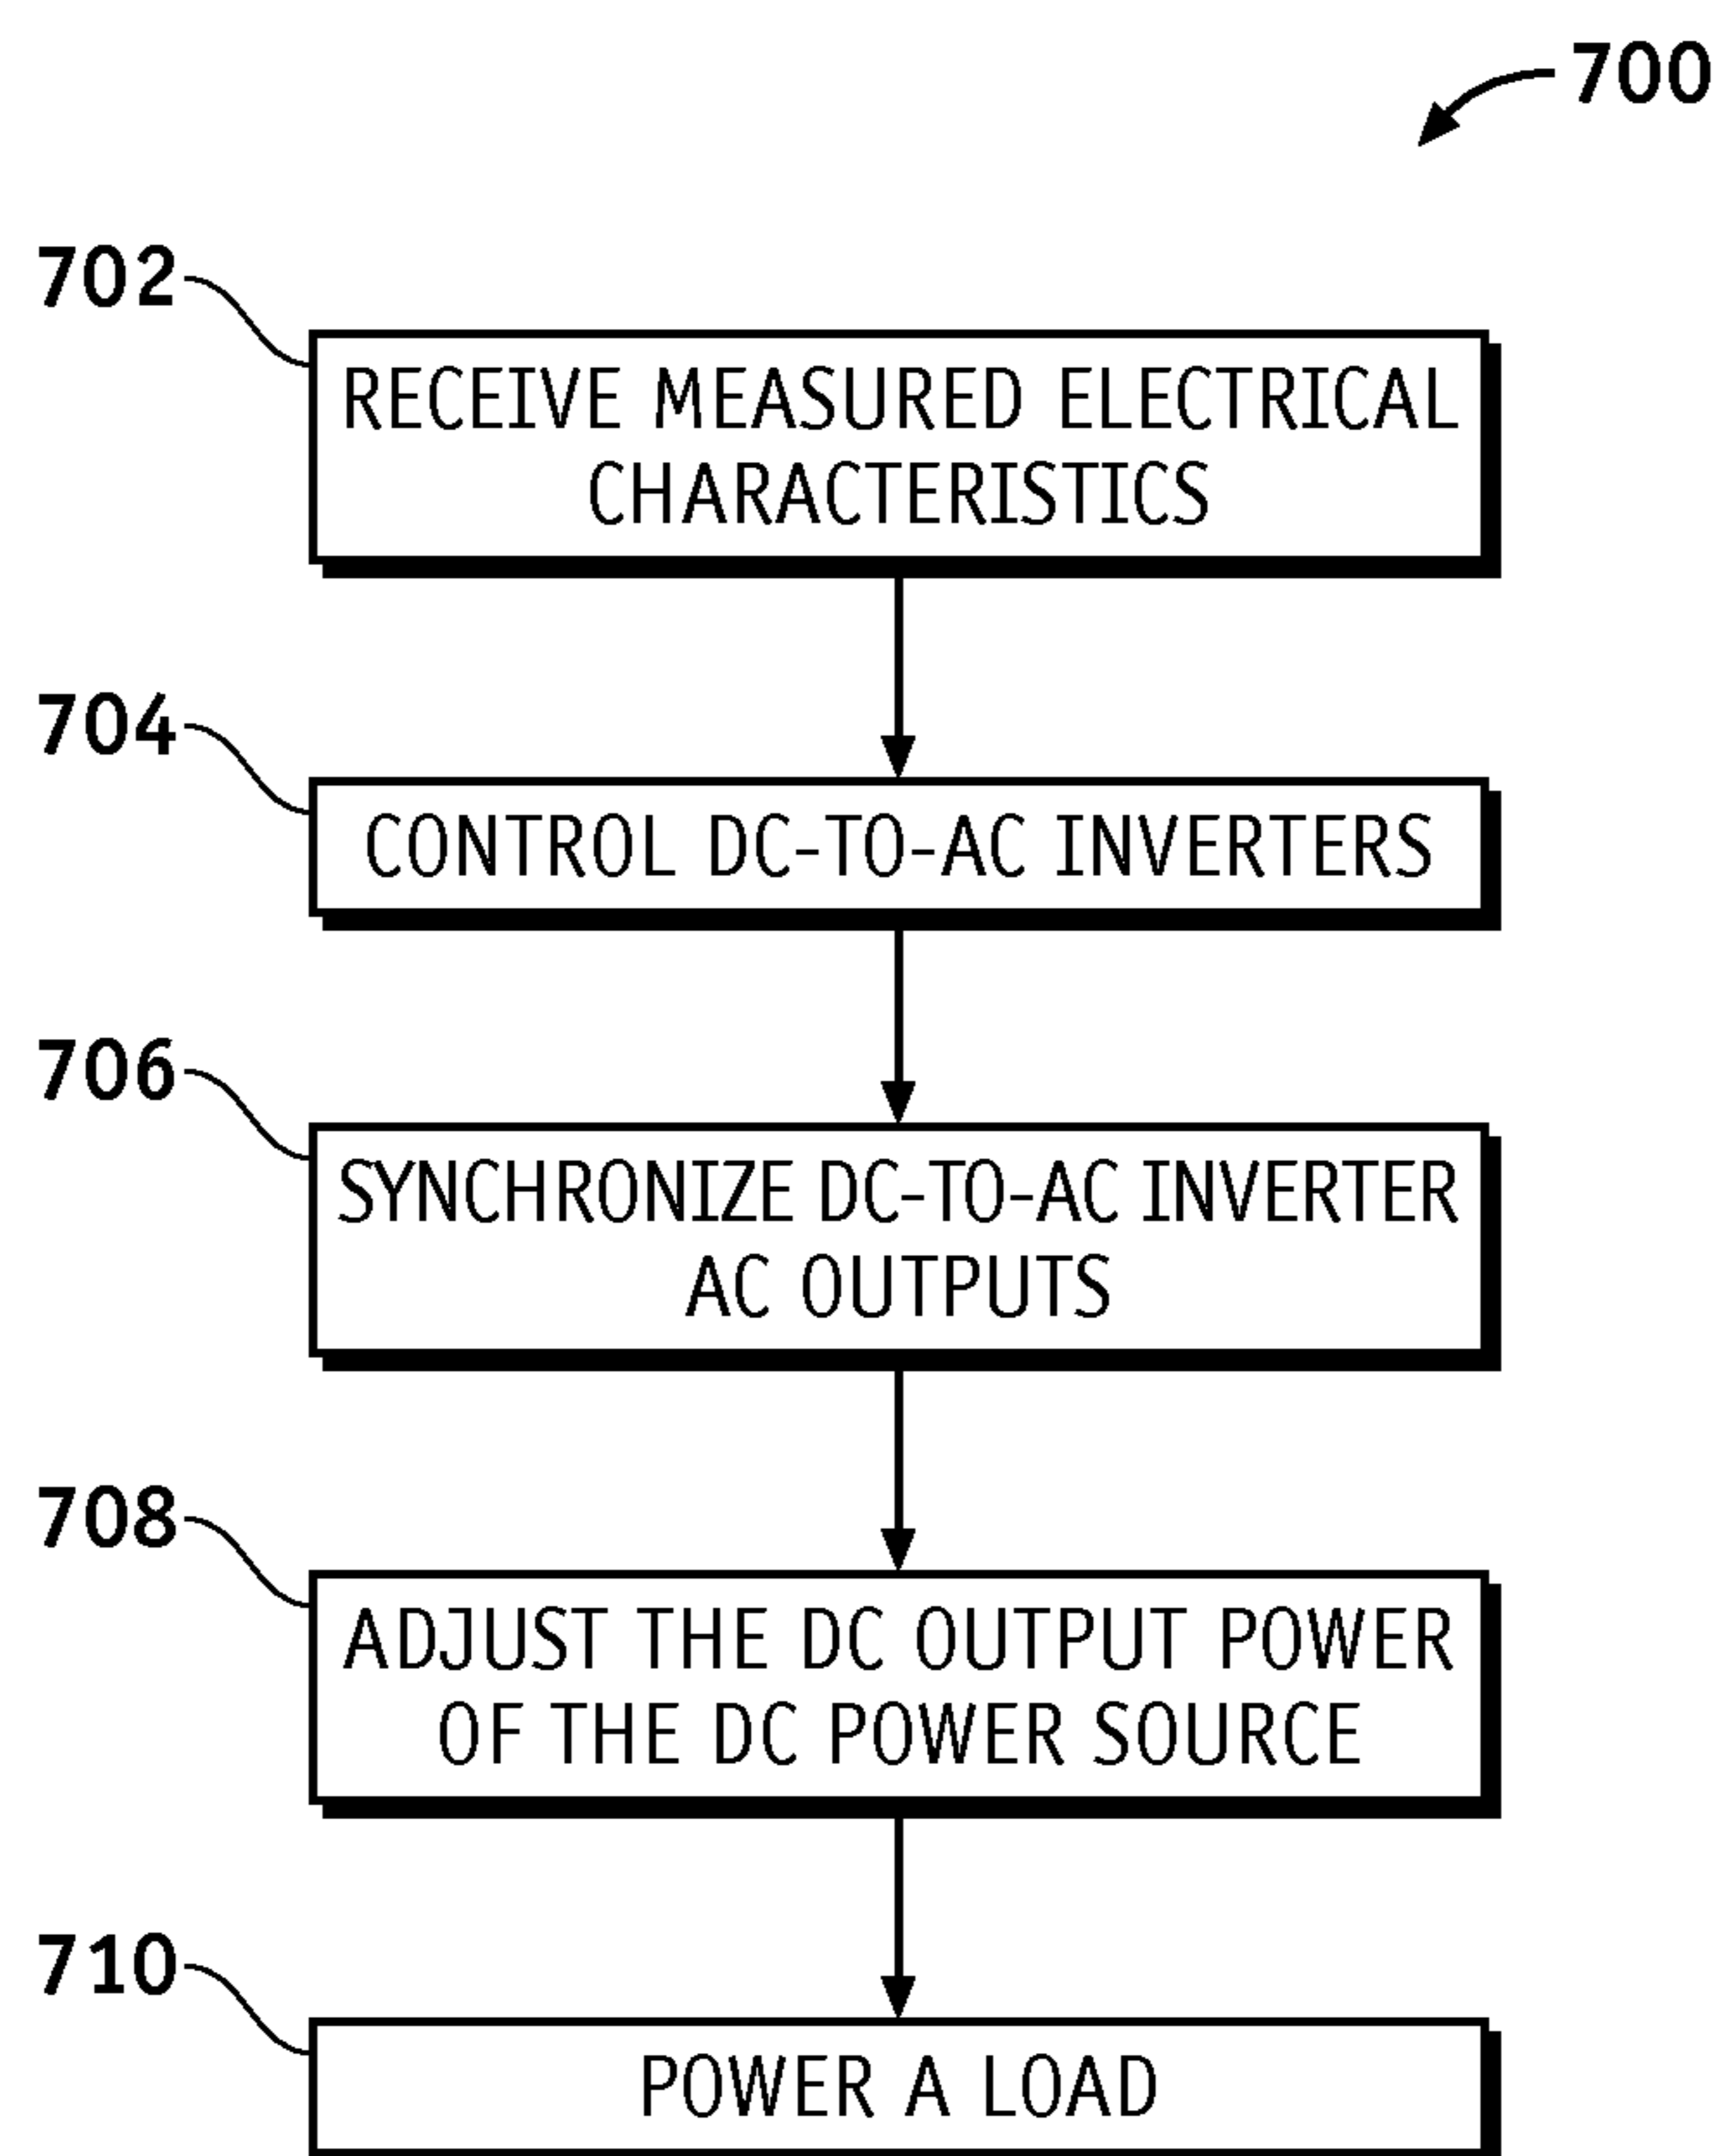 700
702
RECEIVE MEASURED ELECTRICAL
CHARACTERISTICS
704
CONTROL DC-TO-AC INVERTERS
706
SYNCHRONIZE DC-TO-AC INVERTER
AC OUTPUTS
708
ADJUST THE DC OUTPUT POWER
OF THE DC POWER SOURCE
710
POWER A LOAD